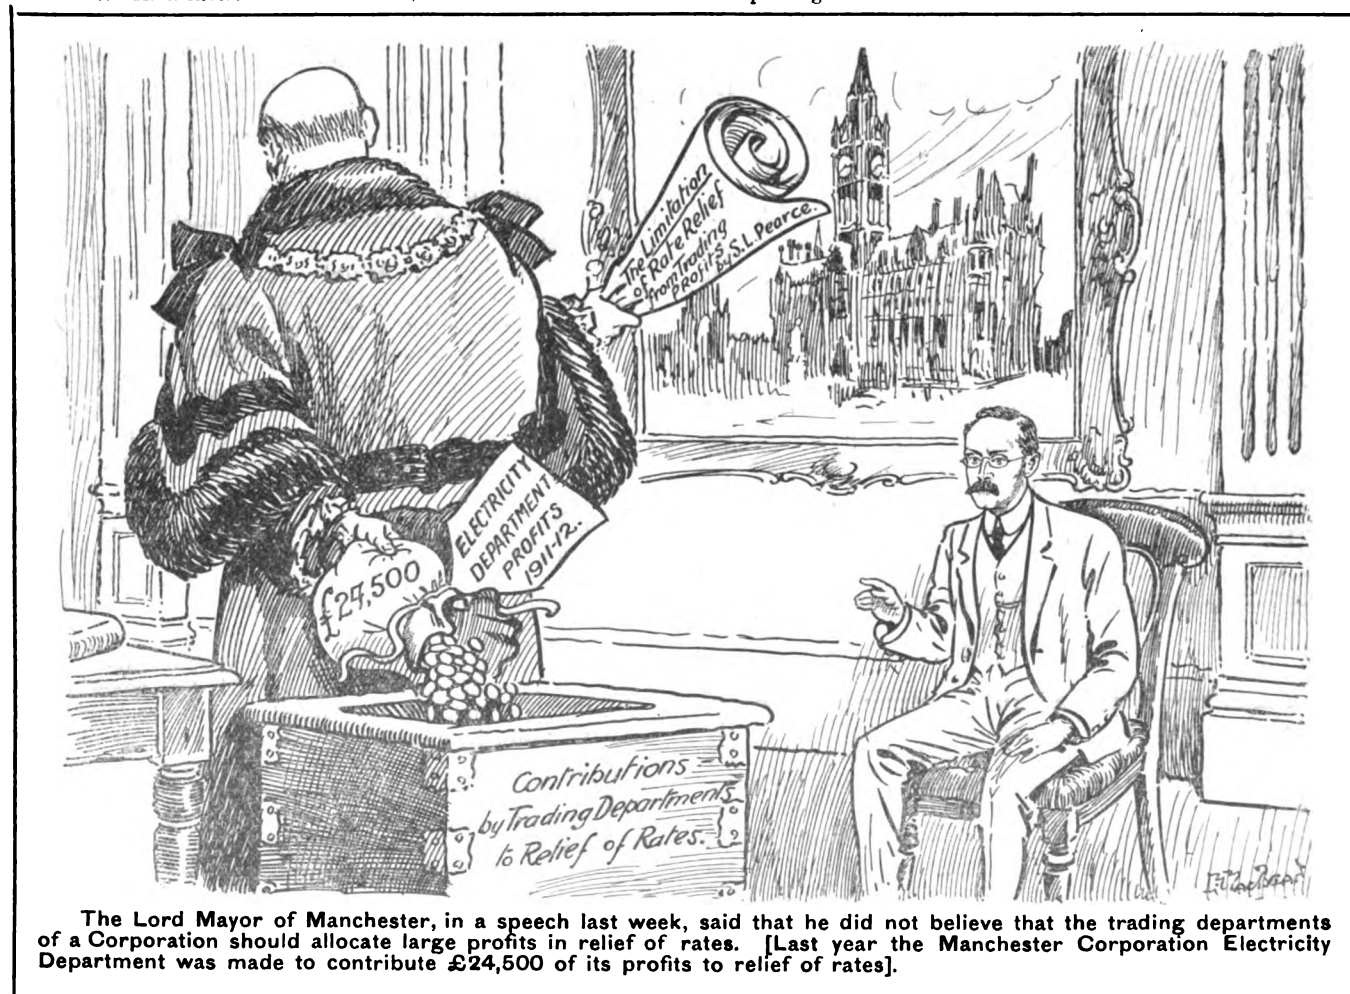 The Limitation
of Rate Relief
from Trading
Profits
by S.L. Pearce.
ELECTRICITY
DEPARTMENT
PROFITS
1911-12.
£24,500
Contributions
by Trading Departments
to Relief of Rates.
The Lord Mayor of Manchester, in a speech last week, said that he did not believe that the trading departments
of a Corporation should allocate large profits in relief of rates. [Last year the Manchester Corporation Electricity
Department was made to contribute £24,500 of its profits to relief of rates].